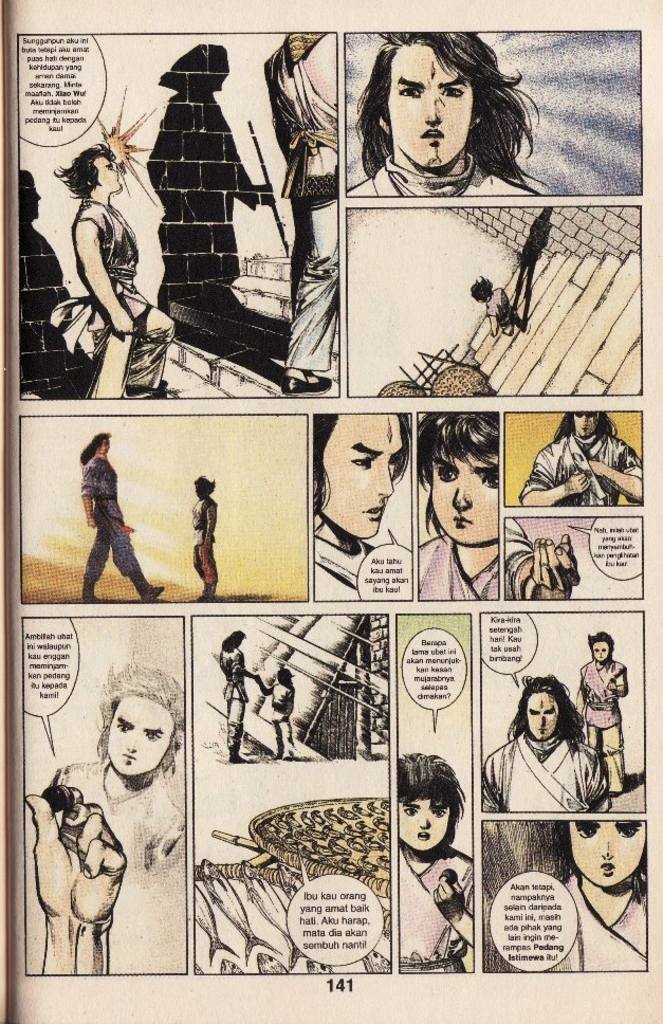 Sunggunpun aku ini
buta tetapi aku amat
puas hati dengan
kehidupan yang
aman damai
sekarang. Minta
maaflah, Xiao Wu!
Aku tidak boleh
meminjamkan
pedang itu kepada
kau!
Aku tahu
kau amat
sayang akan
ibu kau!
Nah, inilah ubat
yang akan
menyembuh-
kan penglihatan
ibu kau!
Ambillah ubat
ini walaupun
kau enggan
meminjam-
kan pedang
itu kepada
kami!
Ibu kau orang
yang amat baik
hati. Aku harap,
mata dia akan
sembuh nanti!
Berapa
lama ubat ini
akan menunjuk-
kan kesan
mujarabnya
selepas
dimakan?
Kira-kira
setengah
hari! Kau
tak usah
bimbang!
Akan tetapi,
nampaknya
selain daripada
kami ini, masih
ada pihak yang
lain ingin me-
rampas Pedang
Istimewa itu!
141